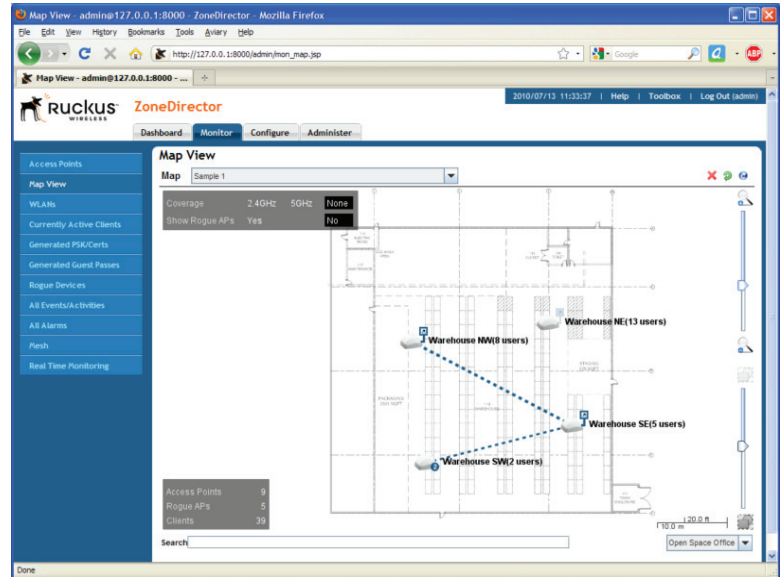 Map View - admin@127.0.0.1:8000 - ZoneDirector - Mozilla Firefox
File Edit View History Bookmarks Tools Aviary Help
http://127.0.0.1:8000/admin/mon_map.jsp
Google
ABP
Map View - admin@127.0.0.1:8000 - ...
2010/07/13 11:33:37 | Help | Toolbox | Log Out (admin)
RUCKUS WIRELESS
ZoneDirector
Dashboard Monitor Configure Administer
Access Points
Map View
WLANs
Currently Active Clients
Generated PSK/Certs
Generated Guest Passes
Rogue Devices
All Events/Activities
All Alarms
Mesh
Real Time Monitoring
Map View
Map Sample 1
Coverage 2.4GHz 5GHz None
Show Rogue APs Yes No
Warehouse NE(13 users)
Warehouse NW(8 users)
Warehouse SE(5 users)
Warehouse SW(2 users)
Access Points 9
Rogue APs 5
Clients 39
20.0 ft
10.0 m
Search
Open Space Office
Done